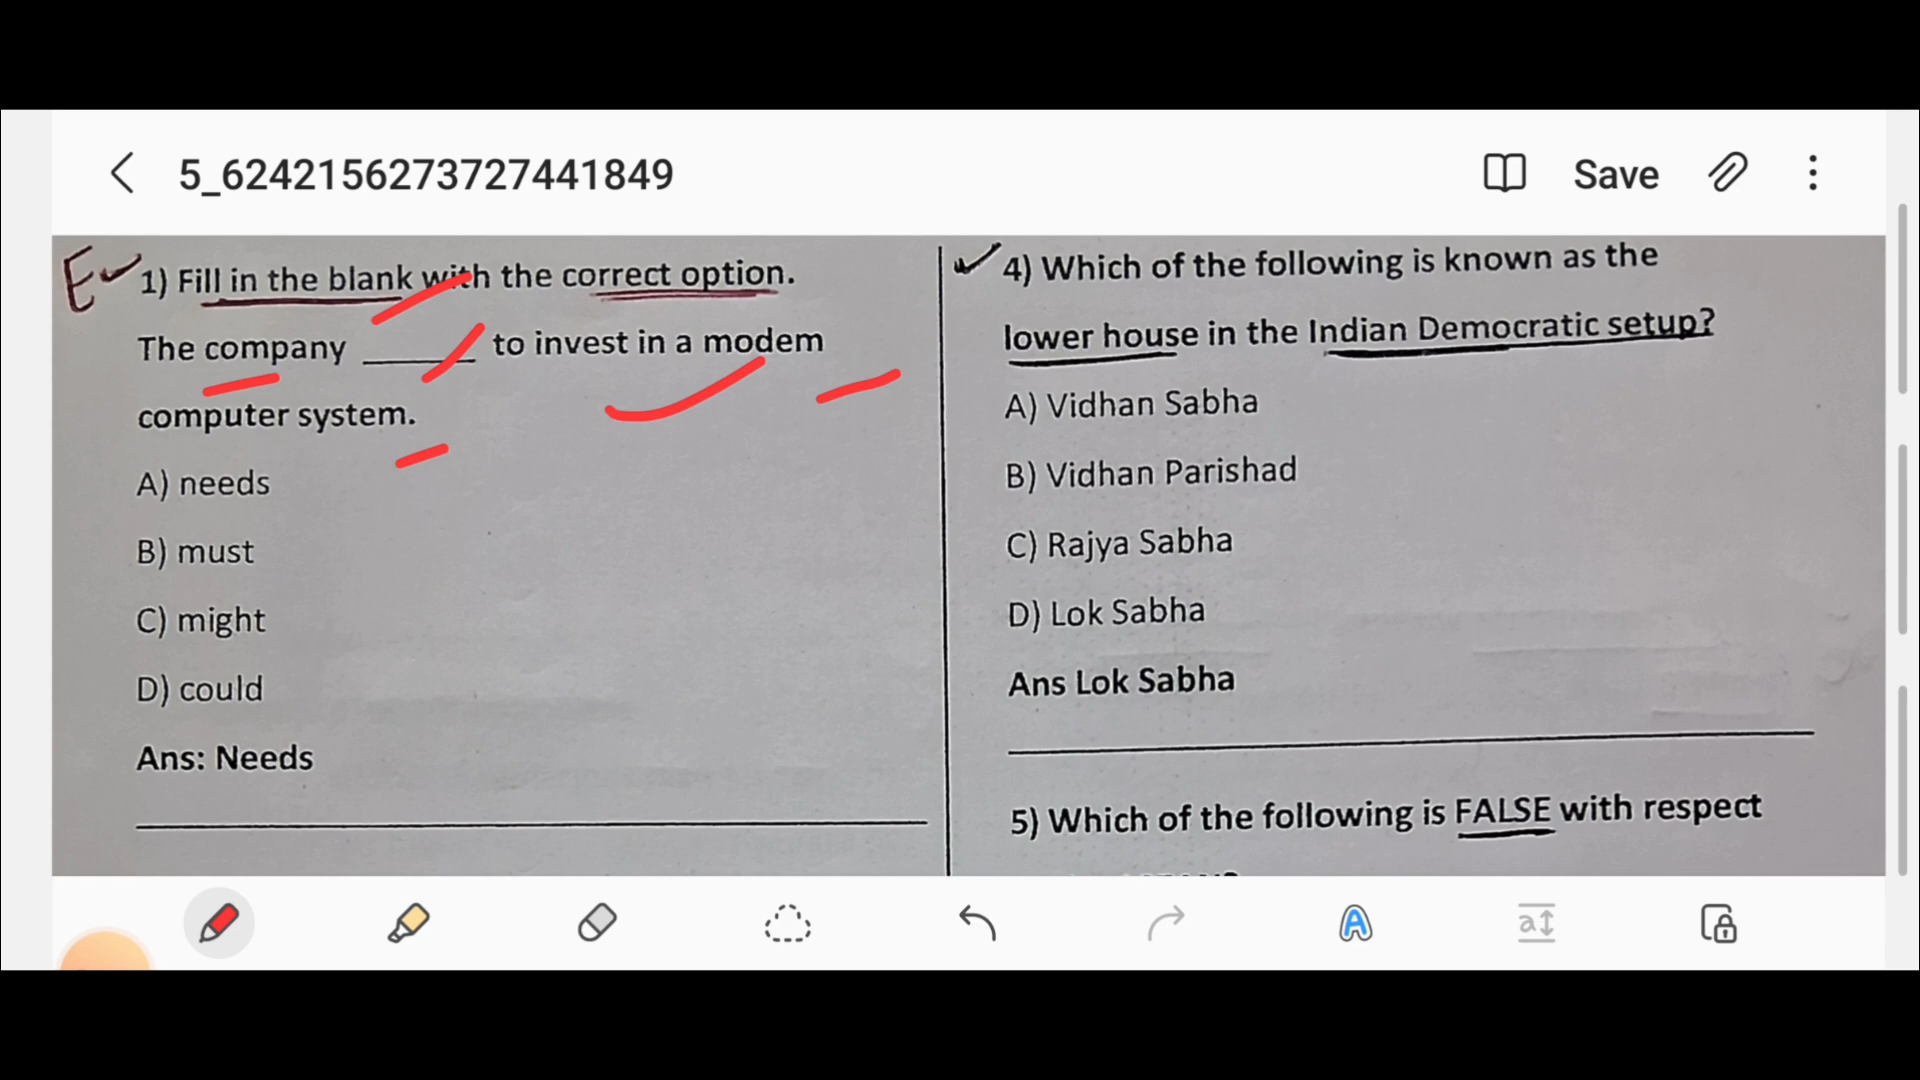 5_6242156273727441849
Save
E
1) Fill in the blank with the correct option.
The company ______ to invest in a modem
computer system.
A) needs
B) must
C) might
D) could
Ans: Needs
4) Which of the following is known as the
lower house in the Indian Democratic setup?
A) Vidhan Sabha
B) Vidhan Parishad
C) Rajya Sabha
D) Lok Sabha
Ans Lok Sabha
5) Which of the following is FALSE with respect
A
a